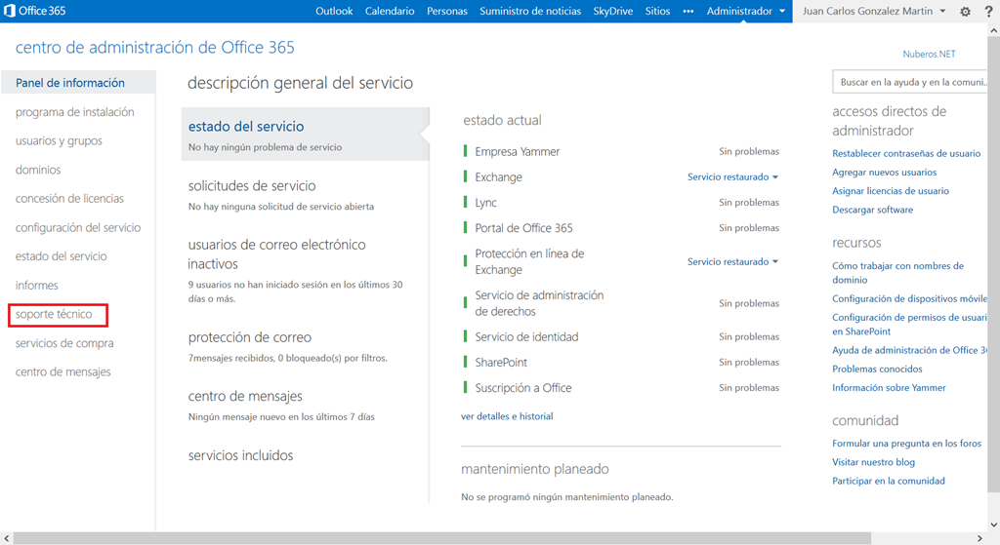 Office 365
Outlook Calendario Personas Suministro de noticias SkyDrive Sitios ••• Administrador Juan Carlos Gonzalez Martin ?
centro de administración de Office 365
Nuberos.NET
Buscar en la ayuda y en la comuni...
Panel de información
programa de instalación
usuarios y grupos
dominios
concesión de licencias
configuración del servicio
estado del servicio
informes
soporte técnico
servicios de compra
centro de mensajes
descripción general del servicio
estado del servicio
No hay ningún problema de servicio
solicitudes de servicio
No hay ninguna solicitud de servicio abierta
usuarios de correo electrónico
inactivos
9 usuarios no han iniciado sesión en los últimos 30
días o más.
protección de correo
7mensajes recibidos, 0 bloqueado(s) por filtros.
centro de mensajes
Ningún mensaje nuevo en los últimos 7 días
servicios incluidos
estado actual
Empresa Yammer Sin problemas
Exchange Servicio restaurado
Lync Sin problemas
Portal de Office 365 Sin problemas
Protección en línea de
Exchange Servicio restaurado
Servicio de administración
de derechos Sin problemas
Servicio de identidad Sin problemas
SharePoint Sin problemas
Suscripción a Office Sin problemas
ver detalles e historial
mantenimiento planeado
No se programó ningún mantenimiento planeado.
accesos directos de
administrador
Restablecer contraseñas de usuario
Agregar nuevos usuarios
Asignar licencias de usuario
Descargar software
recursos
Cómo trabajar con nombres de
dominio
Configuración de dispositivos móvile
Configuración de permisos de usuari
en SharePoint
Ayuda de administración de Office 36
Problemas conocidos
Información sobre Yammer
comunidad
Formular una pregunta en los foros
Visitar nuestro blog
Participar en la comunidad